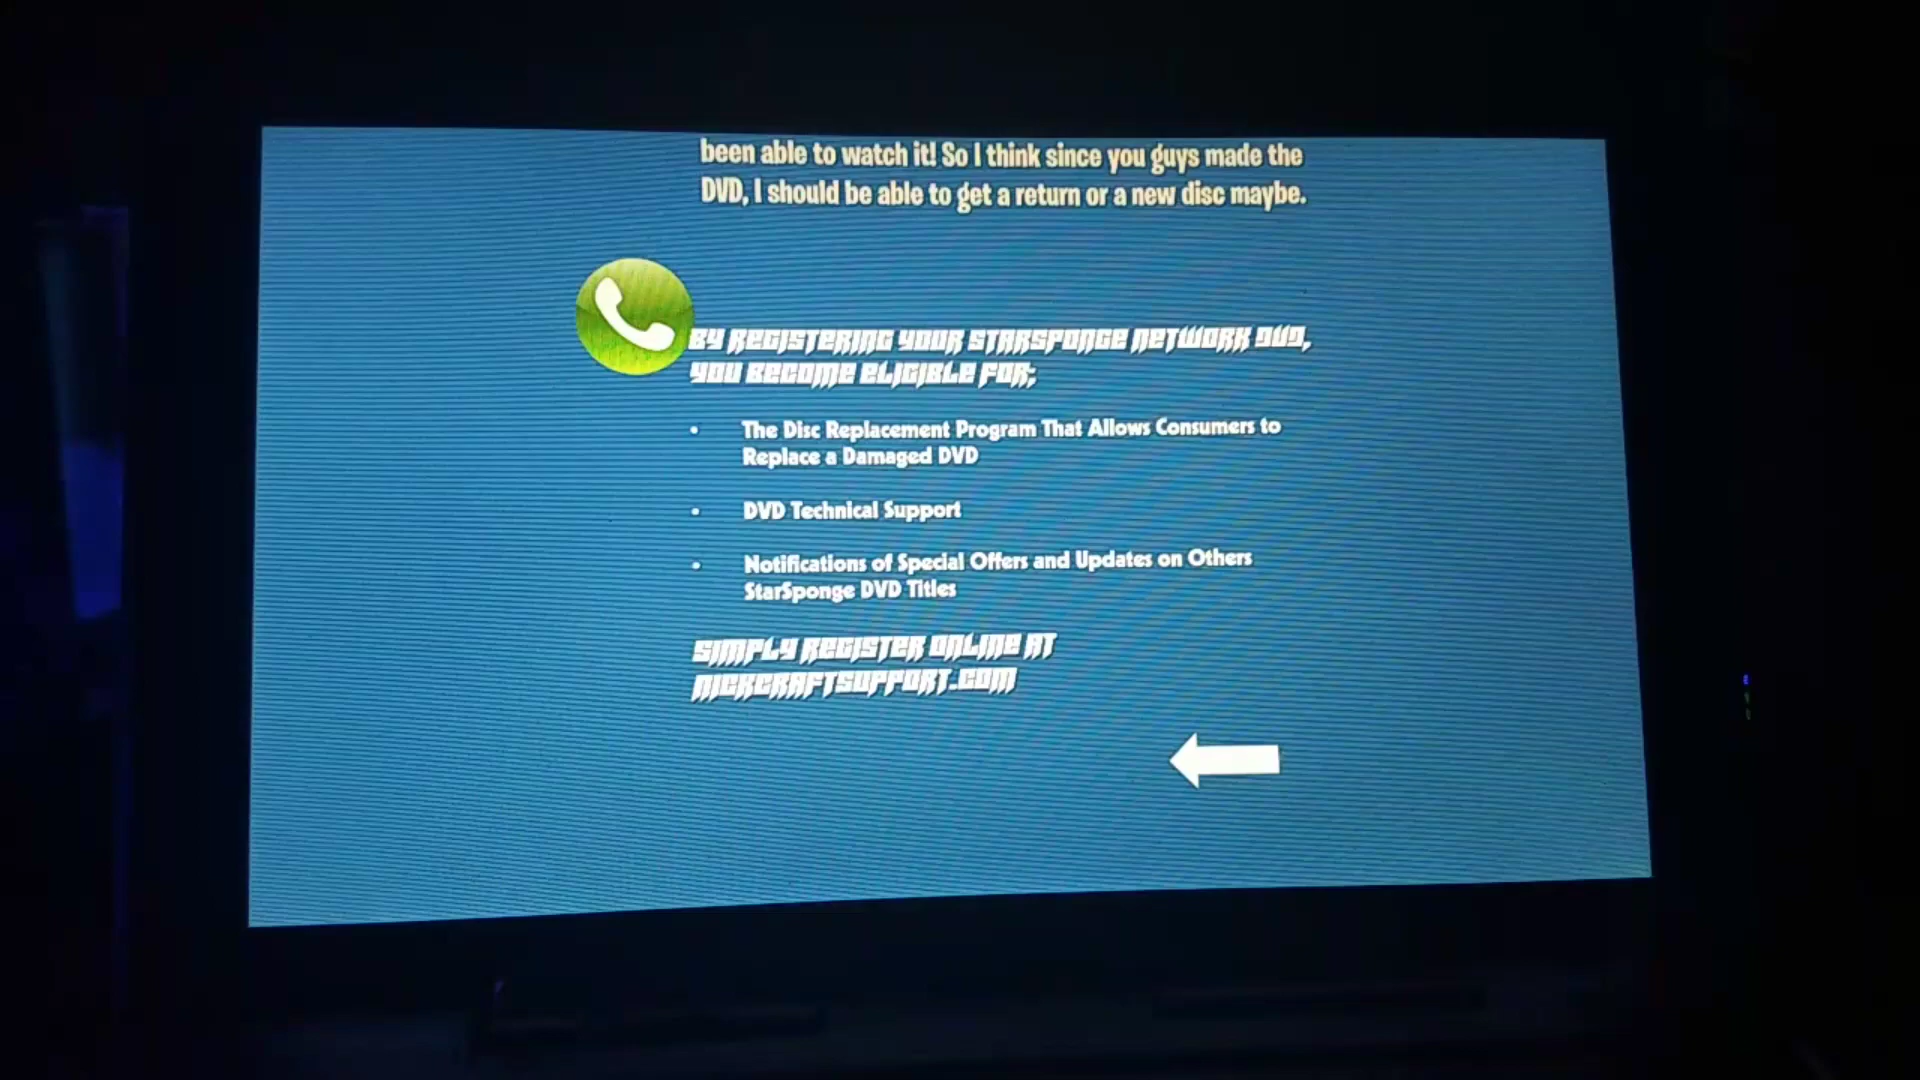 been able to watch it! So I think since you guys made the
DVD, I should be able to get a return or a new disc maybe.
BY REGISTERING YOUR STARSPONGE NETWORK DVD,
YOU BECOME ELIGIBLE FOR;
• The Disc Replacement Program That Allows Consumers to
Replace a Damaged DVD
• DVD Technical Support
• Notifications of Special Offers and Updates on Others
StarSponge DVD Titles
SIMPLY REGISTER ONLINE AT
NICKCRAFTSUPPORT.COM